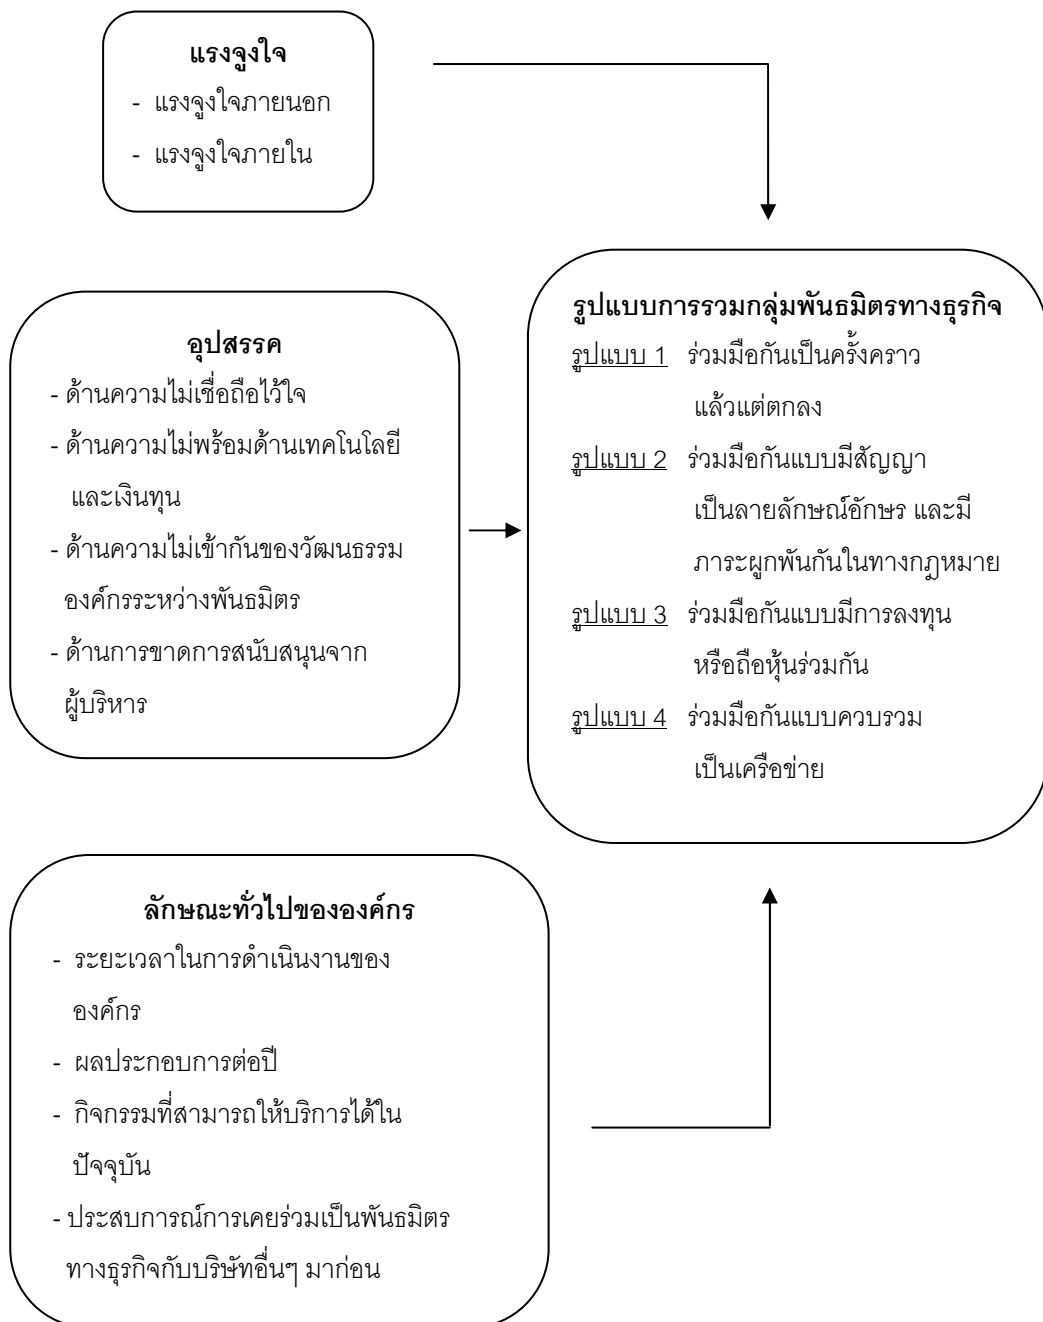 แรงจูงใจ
- แรงจูงใจภายนอก
- แรงจูงใจภายใน
อุปสรรค
- ด้านความไม่เชื่อถือไว้ใจ
- ด้านความไม่พร้อมด้านเทคโนโลยี
และเงินทุน
- ด้านความไม่เข้ากันของวัฒนธรรม
องค์กรระหว่างพันธมิตร
- ด้านการขาดการสนับสนุนจาก
ผู้บริหาร
รูปแบบการรวมกลุ่มพันธมิตรทางธุรกิจ
รูปแบบ 1 ร่วมมือกันเป็นครั้งคราว
แล้วแต่ตกลง
รูปแบบ 2 ร่วมมือกันแบบมีสัญญา
เป็นลายลักษณ์อักษร และมี
ภาระผูกพันกันในทางกฎหมาย
รูปแบบ 3 ร่วมมือกันแบบมีการลงทุน
หรือถือหุ้นร่วมกัน
รูปแบบ 4 ร่วมมือกันแบบควบรวม
เป็นเครือข่าย
ลักษณะทั่วไปขององค์กร
- ระยะเวลาในการดำเนินงานของ
องค์กร
- ผลประกอบการต่อปี
- กิจกรรมที่สามารถให้บริการได้ใน
ปัจจุบัน
- ประสบการณ์การเคยร่วมเป็นพันธมิตร
ทางธุรกิจกับบริษัทอื่นๆ มาก่อน